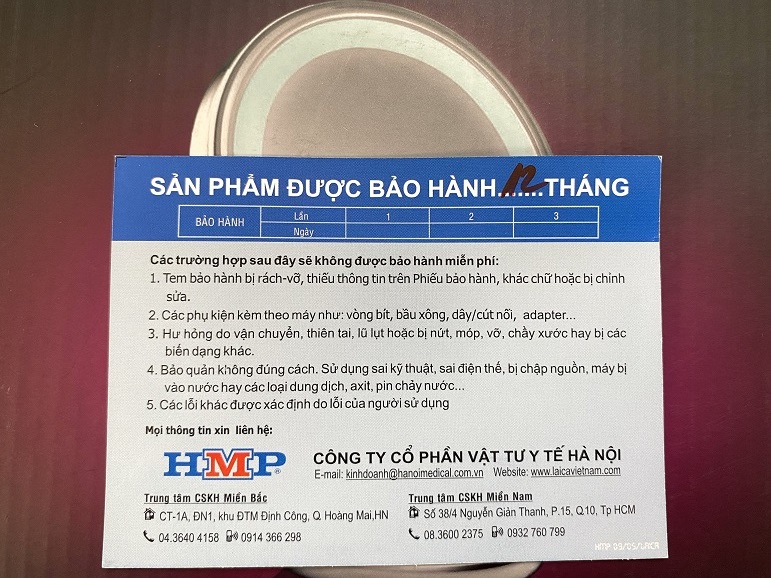 SẢN PHẨM ĐƯỢC BẢO HÀNH...12...THÁNG
BẢO HÀNH Lần 1 2 3
Ngày
Các trường hợp sau đây sẽ không được bảo hành miễn phí:
1. Tem bảo hành bị rách-vỡ, thiếu thông tin trên Phiếu bảo hành, khác chữ hoặc bị chỉnh
sửa.
2. Các phụ kiện kèm theo máy như: vòng bít, bầu xông, dây/cút nối, adapter...
3. Hư hỏng do vận chuyển, thiên tai, lũ lụt hoặc bị nứt, móp, vỡ, chầy xước hay bị các
biến dạng khác.
4. Bảo quản không đúng cách. Sử dụng sai kỹ thuật, sai điện thế, bị chập nguồn, máy bị
vào nước hay các loại dung dịch, axit, pin chảy nước...
5. Các lỗi khác được xác định do lỗi của người sử dụng
Mọi thông tin xin liên hệ:
HMP® CÔNG TY CỔ PHẦN VẬT TƯ Y TẾ HÀ NỘI
E-mail: kinhdoanh@hanoimedical.com.vn Website: www.laicavietnam.com
Trung tâm CSKH Miền Bắc
CT-1A, ĐN1, khu ĐTM Định Công, Q. Hoàng Mai,HN
04.3640 4158 0914 366 298
Trung tâm CSKH Miền Nam
Số 38/4 Nguyễn Giản Thanh, P.15, Q.10, Tp HCM
08.3600 2375 0932 760 799
HMP 09/05/LAICA